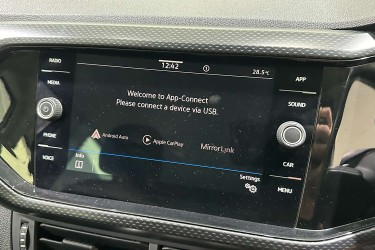 RADIO
MEDIA
PHONE
VOICE
12:42
28.5°C
Welcome to App-Connect
Please connect a device via USB.
Android Auto
Apple CarPlay
MirrorLink
Info
Settings
APP
SOUND
CAR
MENU